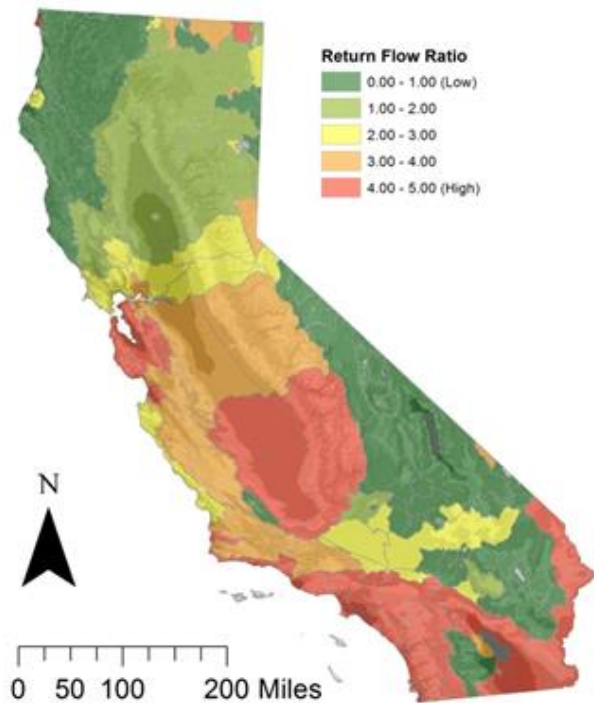 Return Flow Ratio
0.00 - 1.00 (Low)
1.00 - 2.00
2.00 - 3.00
3.00 - 4.00
4.00 - 5.00 (High)
N
0 50 100 200 Miles